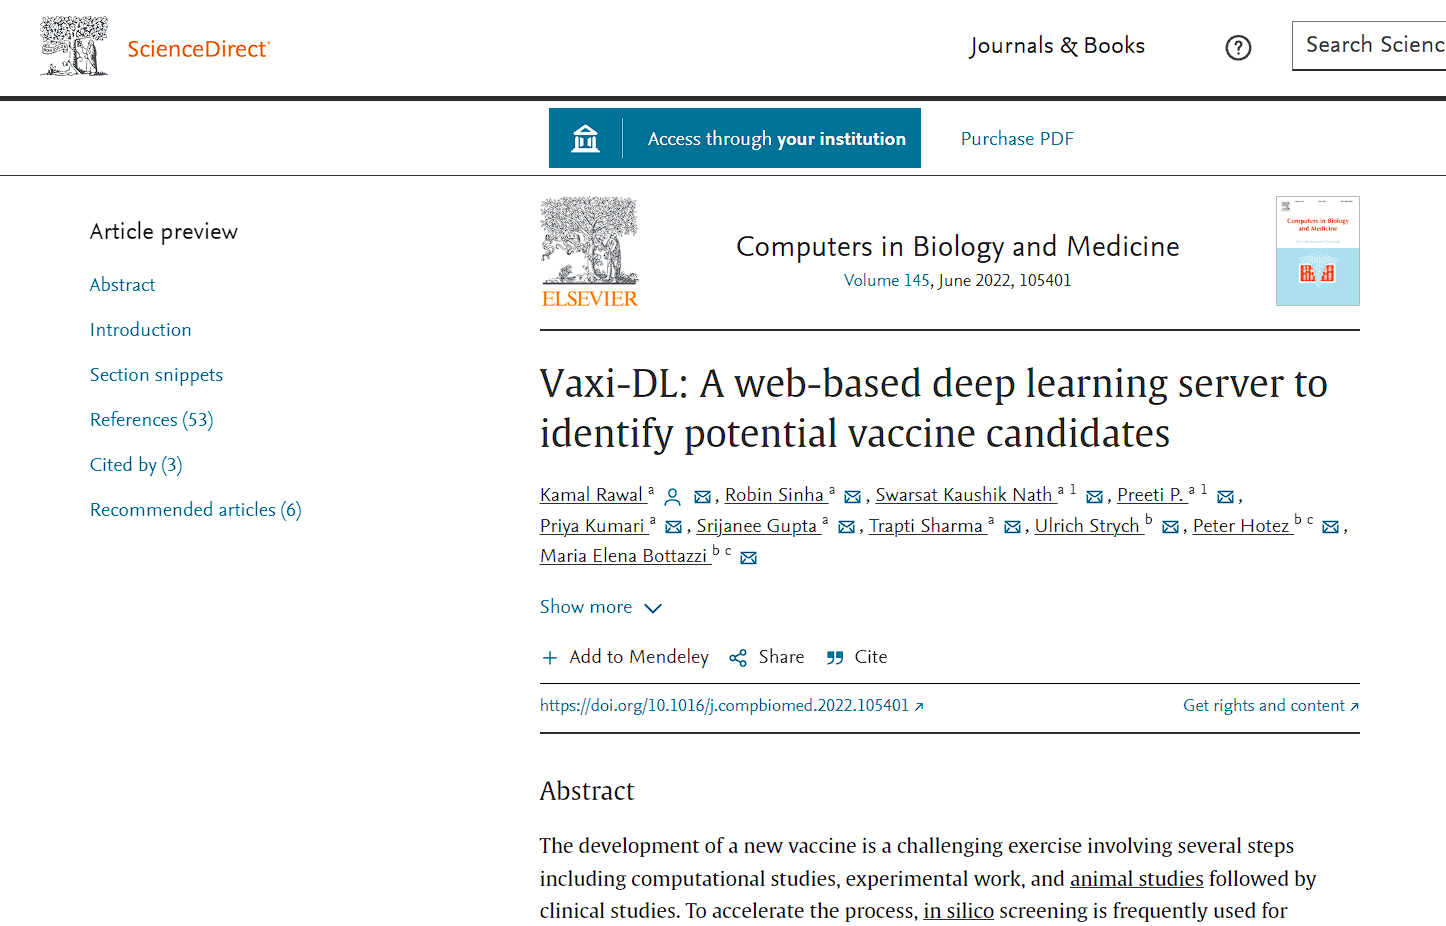 ScienceDirect
Journals & Books
Search Scienc
Access through your institution
Purchase PDF
Article preview
Abstract
Introduction
Section snippets
References (53)
Cited by (3)
Recommended articles (6)
ELSEVIER
Computers in Biology and Medicine
Volume 145, June 2022, 105401
Computers in Biology
and Medicine
Vaxi-DL: A web-based deep learning server to
identify potential vaccine candidates
Kamal Rawal a, Robin Sinha a, Swarsat Kaushik Nath a 1, Preeti P. a 1,
Priya Kumari a, Srijanee Gupta a, Trapti Sharma a, Ulrich Strych b, Peter Hotez b c,
Maria Elena Bottazzi b c
Show more
Add to Mendeley Share Cite
https://doi.org/10.1016/j.compbiomed.2022.105401
Get rights and content
Abstract
The development of a new vaccine is a challenging exercise involving several steps
including computational studies, experimental work, and animal studies followed by
clinical studies. To accelerate the process, in silico screening is frequently used for